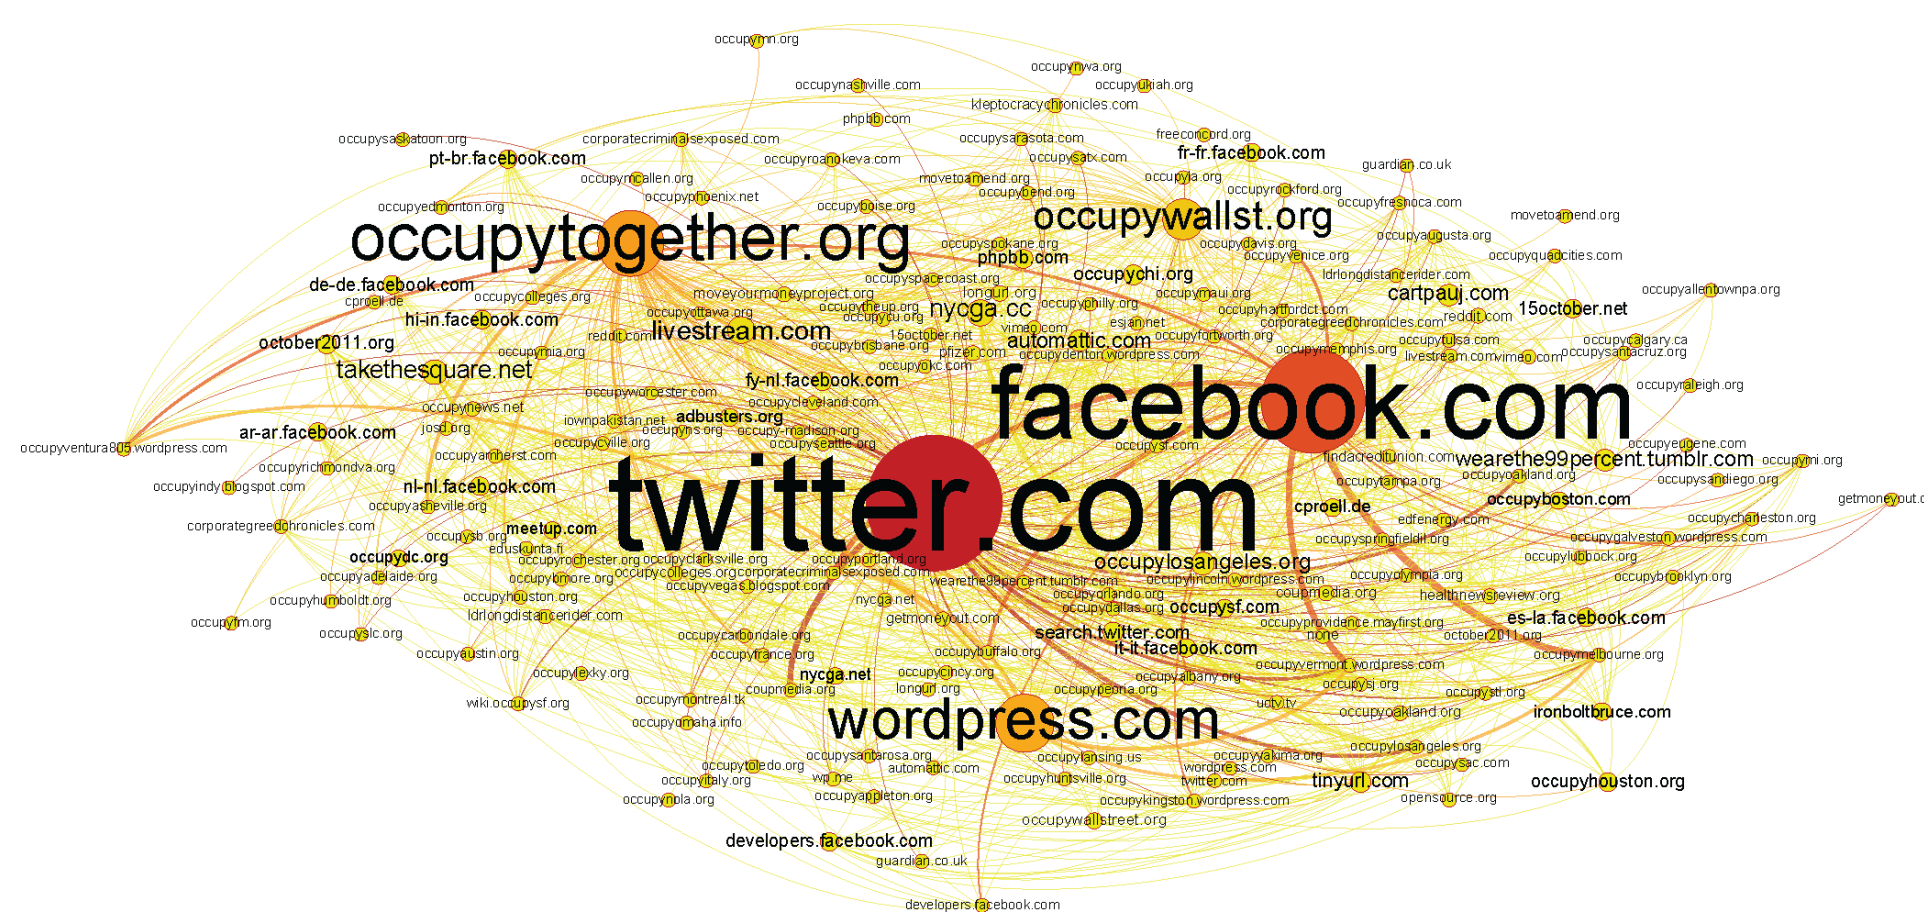 occupymn.org
occupynwa.org
occupynashville.com
occupyukiah.org
kleptocracychronicles.com
phpbb.com
occupysaskatoon.org
corporatecriminalsexposed.com
occupysarasota.com
freeconcord.org
pt-br.facebook.com
occupyroanokeva.com
occupysatx.com
fr-fr.facebook.com
guardian.co.uk
occupymcallen.org
movetoamend.org
occupyla.org
occupyphoenix.net
occupybend.org
occupyrockford.org
occupyedmonton.org
occupyboise.org
occupyfresnoca.com
occupytogether.org
occupywallst.org
movetoamend.org
occupyspokane.org
occupydavis.org
occupyaugusta.org
phpbb.com
occupyvenice.org
occupyquadcities.com
de-de.facebook.com
occupyspacecoast.org
occupychi.org
ldrlongdistancerider.com
cproell.de
occupycolleges.org
moveyourmoneyproject.org
longurl.org
occupymaui.org
cartpauj.com
occupyallentownpa.org
occupyottawa.org
occupytheup.org
nycga.cc
occupyphilly.org
occupyhartfordct.org
15october.net
hi-in.facebook.com
occupycu.org
esjan.net
corporategreedchronicles.com
reddit.com
reddit.com
livestream.com
15october.net
vimeo.com
occupyfortworth.org
october2011.org
occupybrisbane.org
automattic.com
occupytulsa.com
occupycalgary.ca
occupymia.org
pfizer.com
occupydenton.wordpress.com
occupymemphis.org
livestream.com
vimeo.com
occupysantacruz.org
takethesquare.net
occupyokc.org
fy-nl.facebook.com
facebook.com
occupyraleigh.org
occupyworcester.com
occupycleveland.com
occupynews.net
iownpakistan.net
adbusters.org
ar-ar.facebook.com
josd.org
occupyns.org
occupy-madison.org
occupyventura805.wordpress.com
occupycville.org
occupyseattle.org
occupysf.com
occupyeugene.com
occupyamherst.com
findacreditunion.com
wearethe99percent.tumblr.com
occupymi.org
occupyrichmondva.org
occupyoakland.org
occupysandiego.org
occupyindy.blogspot.com
nl-nl.facebook.com
twitter.com
occupytampa.org
occupyboston.com
getmoneyout.c
occupyasheville.org
cproell.de
corporategreedchronicles.com
meetup.com
edfenergy.com
occupycharleston.org
occupysb.org
occupyspringfieldil.org
occupygalveston.wordpress.com
occupydc.org
eduskunta.fi
occupyrochester.org
occupyclarksville.org
occupyportland.org
occupylosangeles.org
occupylubbock.org
occupyadelaide.org
occupybmore.org
occupycolleges.org
corporatecriminalsexposed.com
wearethe99percent.tumblr.com
occupylincoln.wordpress.com
occupyolympia.org
occupybrooklyn.org
occupyhouston.org
occupyvegas.blogspot.com
occupyorlando.org
coupmedia.org
healthnewsreview.org
occupyhumboldt.org
nycga.net
occupydallas.org
occupysf.com
ldrlongdistancerider.com
getmoneyout.com
es-la.facebook.com
occupyfm.org
occupyslc.org
occupycarbondale.org
search.twitter.com
occupyprovidence.mayfirst.org
none
october2011.org
occupyaustin.org
occupyfrance.org
occupybuffalo.org
it-it.facebook.com
occupyvermont.wordpress.com
occupymelbourne.org
occupylexky.org
nycga.net
occupycincy.org
occupyalbany.org
occupysj.org
coupmedia.org
longurl.org
occupypeoria.org
occupystl.org
wiki.occupysf.org
occupymontreal.tk
udtv.tv
occupyoakland.org
ironboltbruce.com
occupyomaha.info
wordpress.com
occupylosangeles.org
occupysantarosa.org
occupylansing.us
occupyyakima.org
occupytoledo.org
automattic.com
wordpress.com
occupysac.com
occupyitaly.org
wp.me
occupyhuntsville.org
twitter.com
tinyurl.com
occupyhouston.org
occupynola.org
occupyappleton.org
occupykingston.wordpress.com
opensource.org
occupywallstreet.org
developers.facebook.com
guardian.co.uk
developers.facebook.com